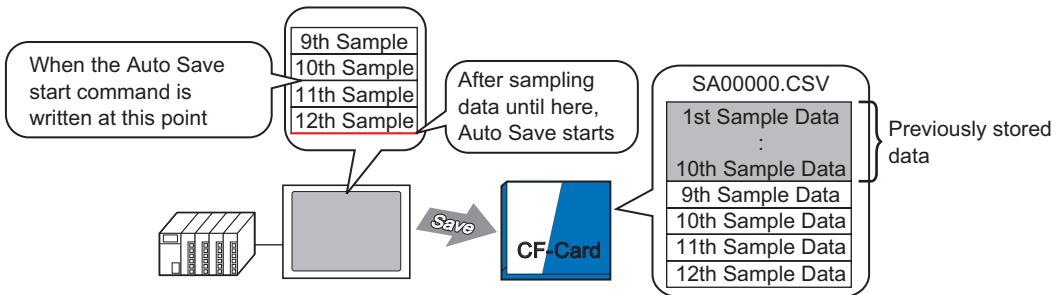 When the Auto Save
start command is
written at this point
9th Sample
10th Sample
11th Sample
12th Sample
After sampling
data until here,
Auto Save starts
Save
CF-Card
SA00000.CSV
1st Sample Data
:
10th Sample Data
9th Sample Data
10th Sample Data
11th Sample Data
12th Sample Data
Previously stored
data